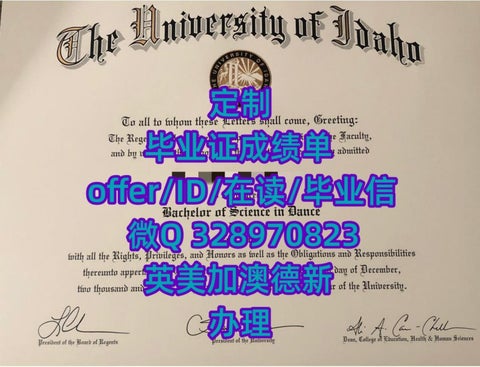 The University of Idaho
THE UNIVERSITY OF
定制
To all to whom these Letters shall come, Greeting:
The Rege Faculty,
毕业证成绩单
and by admitted
offer/ID/在读/毕业信
Bachelor of Science in Dance
微Q 328970823
with all the Rights, Privileges, and Honors as well as the Obligations and Responsibilities
英美加澳德新
thereunto day of December,
two thousand and of the University.
办理
President of the Board of Regents
President of the University
Dean, College of Education, Health & Human Sciences